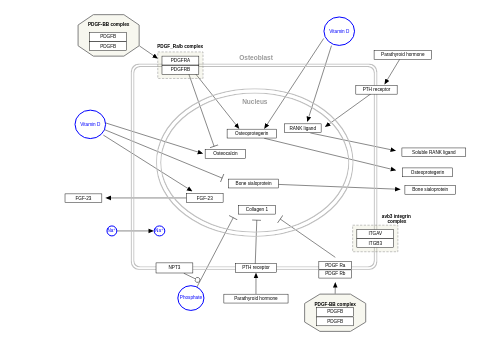 PDGF-BB complex
PDGFB
PDGFB
PDGF_Ra/b complex
PDGFRA
PDGFRB
Osteoblast
Vitamin D
Parathyroid hormone
PTH receptor
Nucleus
Vitamin D
Osteoprotegerin
RANK ligand
Osteocalcin
Soluble RANK ligand
Osteoprotegerin
Bone sialoprotein
Bone sialoprotein
FGF-23
FGF-23
Collagen 1
avb3 integrin
complex
ITGAV
ITGB3
Na+
Na+
NPT3
PTH receptor
PDGF Ra
PDGF Rb
Phosphate
Parathyroid hormone
PDGF-BB complex
PDGFB
PDGFB